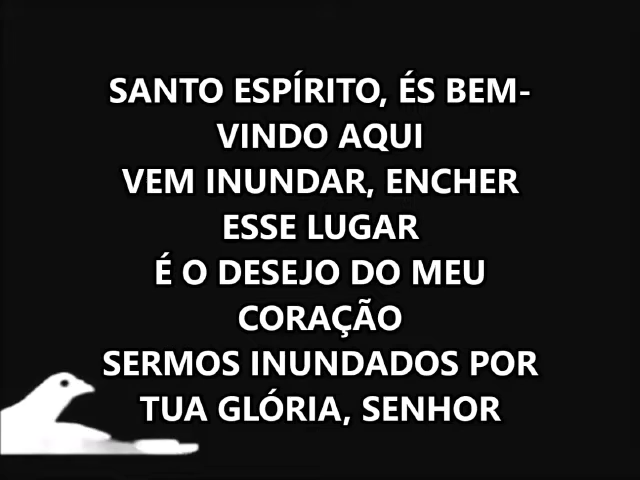 SANTO ESPÍRITO, ÉS BEM-
VINDO AQUI
VEM INUNDAR, ENCHER
ESSE LUGAR
É O DESEJO DO MEU
CORAÇÃO
SERMOS INUNDADOS POR
TUA GLÓRIA, SENHOR